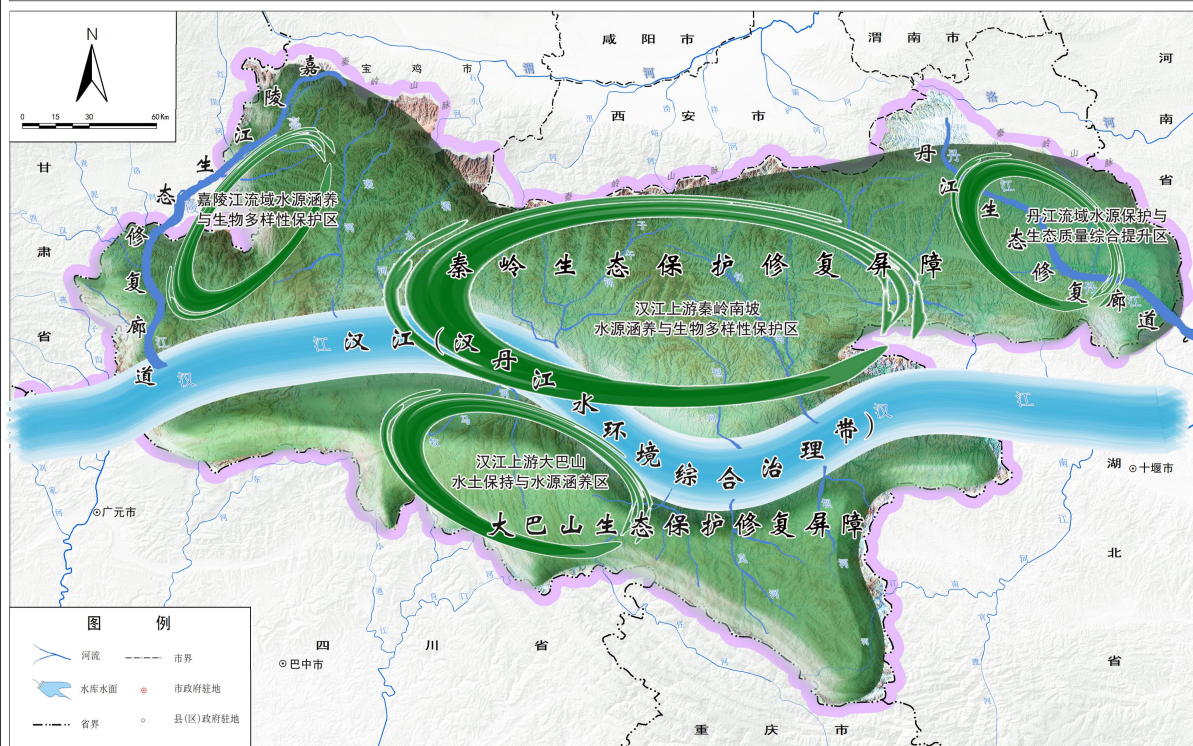 N
0 15 30 60 Km
咸阳市
渭南市
河南省
宝鸡市
渭河
西安市
秦岭山脉
洛河
甘肃省
嘉陵江生态修复廊道
嘉陵江流域水源涵养
与生物多样性保护区
丹江生态修复廊道
丹江流域水源保护与
生态质量综合提升区
秦岭生态保护修复屏障
汉江上游秦岭南坡
水源涵养与生物多样性保护区
汉江(汉丹江水环境综合治理带)
汉江
汉江
汉江上游大巴山
水土保持与水源涵养区
大巴山生态保护修复屏障
湖北省
十堰市
广元市
巴中市
四川省
重庆市
图例
河流
市界
水库水面
市政府驻地
省界
县(区)政府驻地